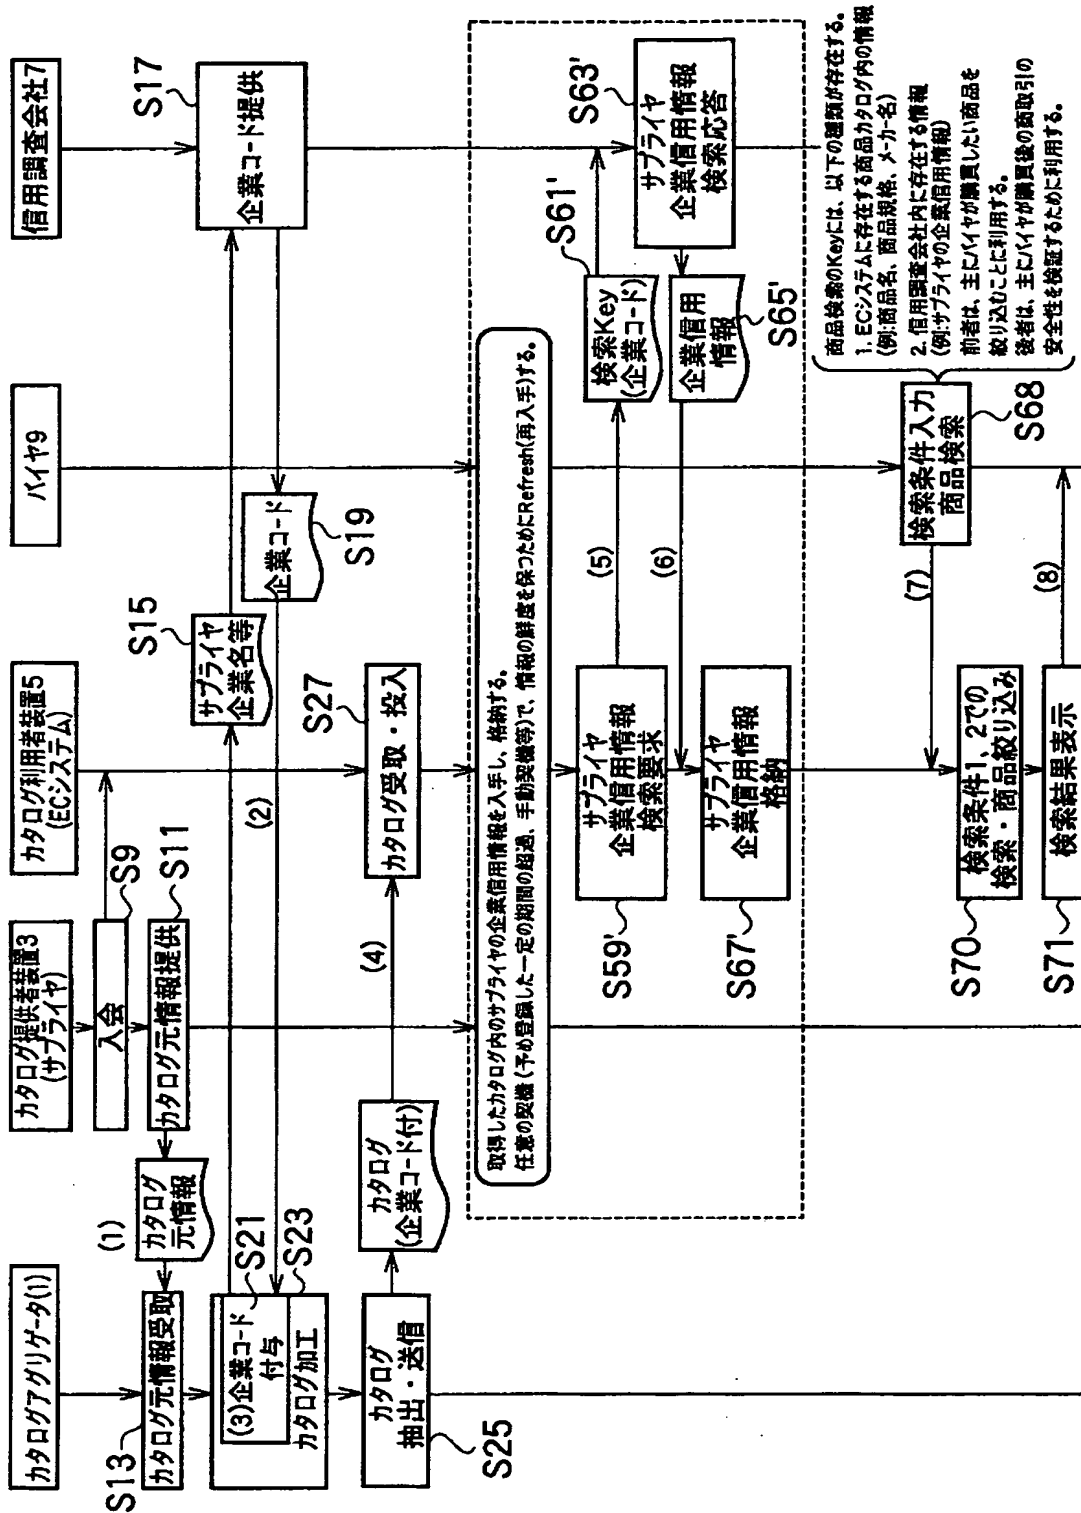 カタログアグリゲータ(1)
カタログ提供者装置3
(サプライヤ)
カタログ利用者装置5
(ECシステム)
バイヤ9
信用調査会社7
入会
S9
カタログ元情報提供
S11
(1)
カタログ
元情報
カタログ元情報受取
S13
サプライヤ
企業名等
S15
企業コード提供
S17
企業コード
S19
(2)
(3)企業コード
付与
S21
カタログ加工
S23
カタログ
抽出・送信
S25
カタログ
(企業コード付)
(4)
カタログ受取・投入
S27
取得したカタログ内のサプライヤの企業信用情報を入手し、格納する。
任意の契機(予め登録した一定の期間の超過、手動契機等)で、情報の鮮度を保つためにRefresh(再入手)する。
サプライヤ
企業信用情報
検索要求
S59'
(5)
検索Key
(企業コード)
S61'
サプライヤ
企業信用情報
検索応答
S63'
企業信用
情報
S65'
(6)
サプライヤ
企業信用情報
格納
S67'
検索条件入力
商品検索
S68
(7)
商品検索のKeyには、以下の種類が存在する。
1. ECシステムに存在する商品カタログ内の情報
(例:商品名、商品規格、メーカー名)
2. 信用調査会社内に存在する情報
(例:サプライヤの企業信用情報)
前者は、主にバイヤが購買したい商品を
絞り込むことに利用する。
後者は、主にバイヤが購買後の商取引の
安全性を検証するために利用する。
検索条件1, 2での
検索・商品絞り込み
S70
検索結果表示
S71
(8)